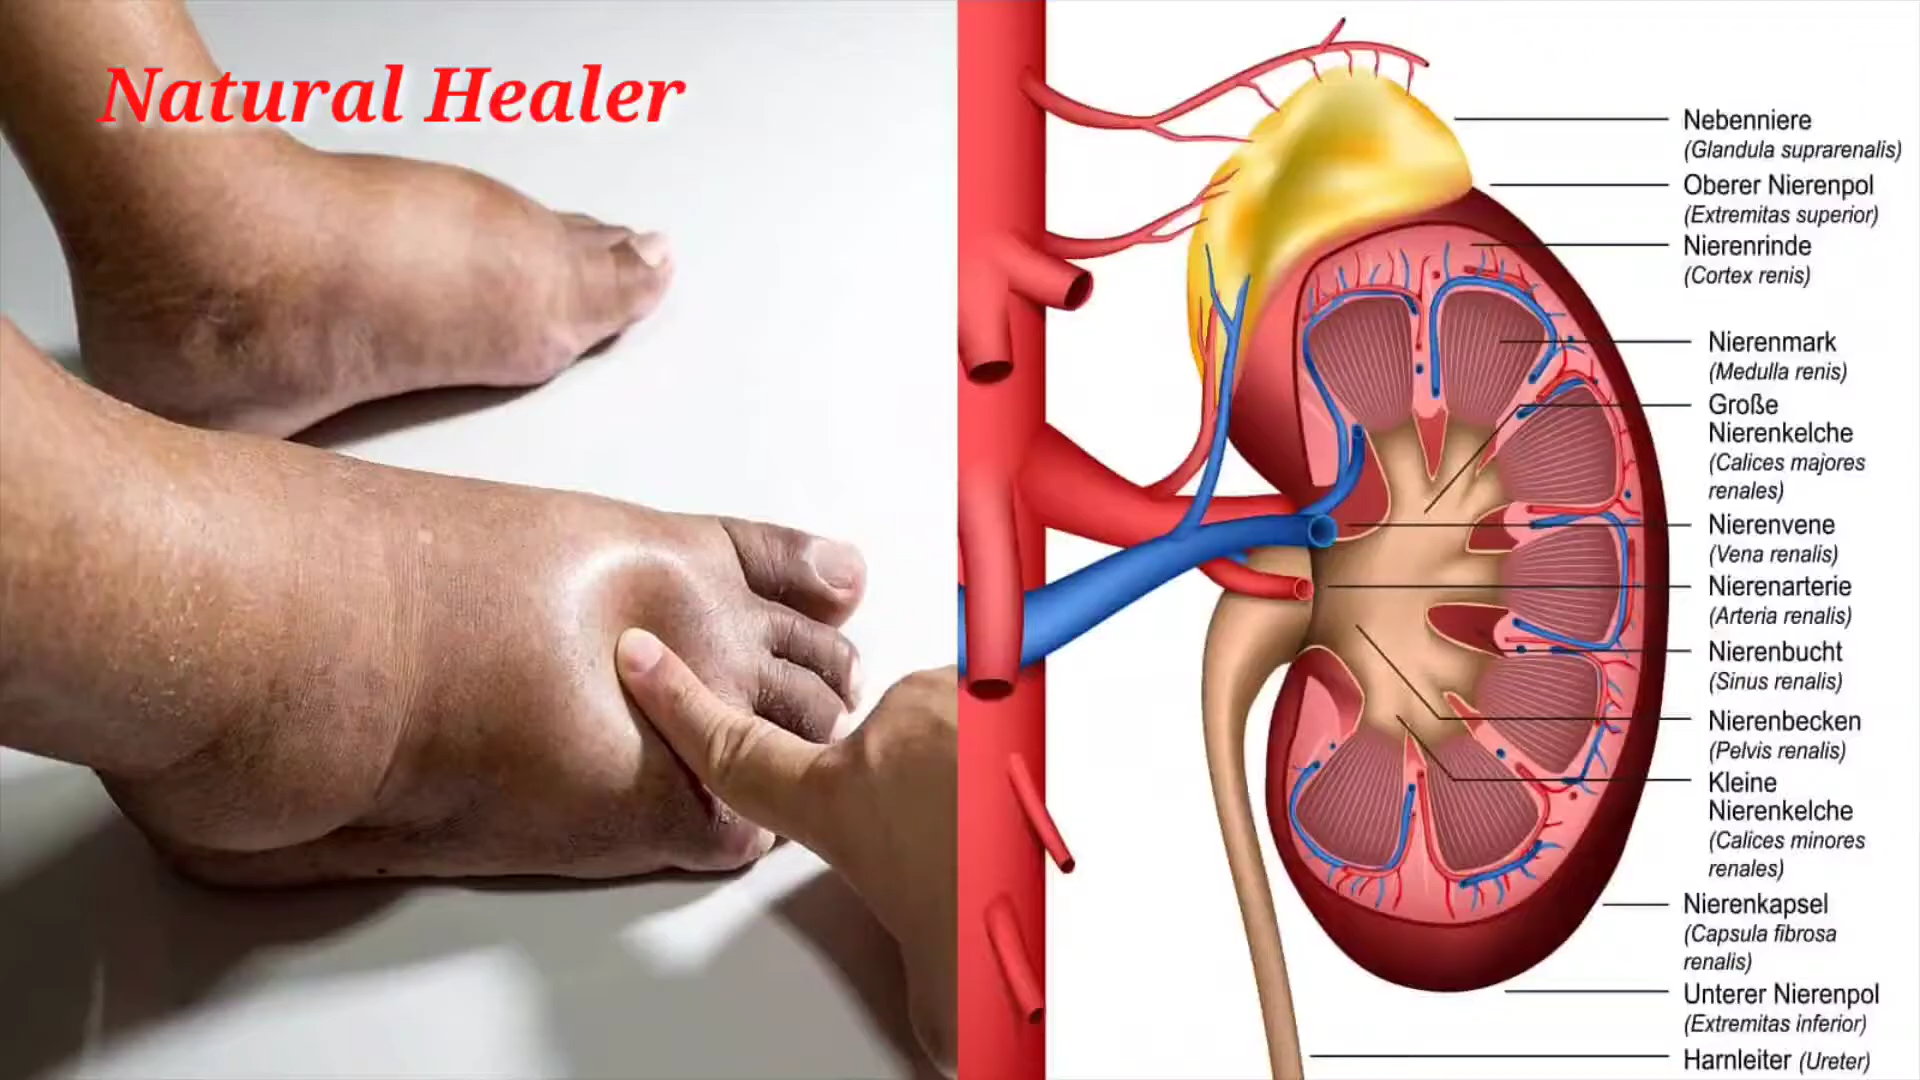 Natural Healer
Nebenniere
(Glandula suprarenalis)
Oberer Nierenpol
(Extremitas superior)
Nierenrinde
(Cortex renis)
Nierenmark
(Medulla renis)
Große
Nierenkelche
(Calices majores
renales)
Nierenvene
(Vena renalis)
Nierenarterie
(Arteria renalis)
Nierenbucht
(Sinus renalis)
Nierenbecken
(Pelvis renalis)
Kleine
Nierenkelche
(Calices minores
renales)
Nierenkapsel
(Capsula fibrosa
renalis)
Unterer Nierenpol
(Extremitas inferior)
Harnleiter (Ureter)